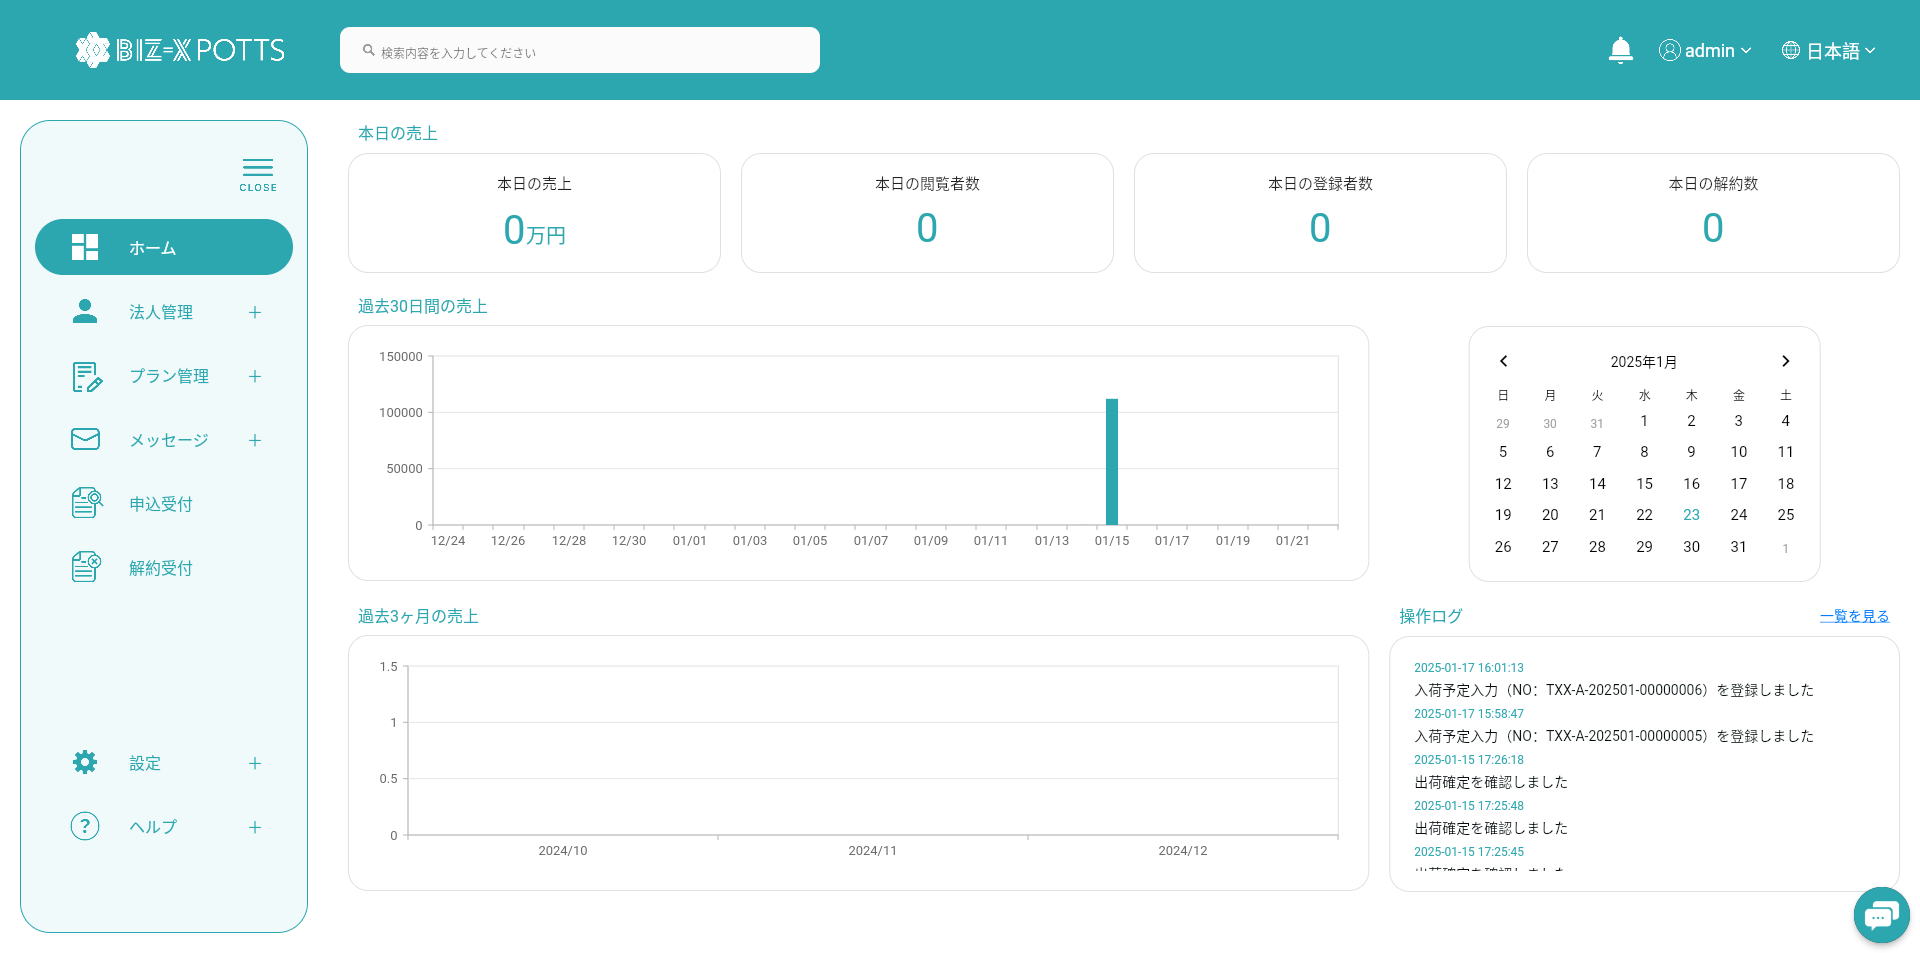 BIZ-X POTTS
検索内容を入力してください
admin
日本語
CLOSE
ホーム
法人管理 +
プラン管理 +
メッセージ +
申込受付
解約受付
設定 +
? ヘルプ +
本日の売上
本日の売上
0万円
本日の閲覧者数
0
本日の登録者数
0
本日の解約数
0
過去30日間の売上
150000
100000
50000
0
12/24 12/26 12/28 12/30 01/01 01/03 01/05 01/07 01/09 01/11 01/13 01/15 01/17 01/19 01/21
2025年1月
日 月 火 水 木 金 土
29 30 31 1 2 3 4
5 6 7 8 9 10 11
12 13 14 15 16 17 18
19 20 21 22 23 24 25
26 27 28 29 30 31 1
過去3ヶ月の売上
1.5
1
0.5
0
2024/10 2024/11 2024/12
操作ログ
一覧を見る
2025-01-17 16:01:13
入荷予定入力（NO：TXX-A-202501-00000006）を登録しました
2025-01-17 15:58:47
入荷予定入力（NO：TXX-A-202501-00000005）を登録しました
2025-01-15 17:26:18
出荷確定を確認しました
2025-01-15 17:25:48
出荷確定を確認しました
2025-01-15 17:25:45